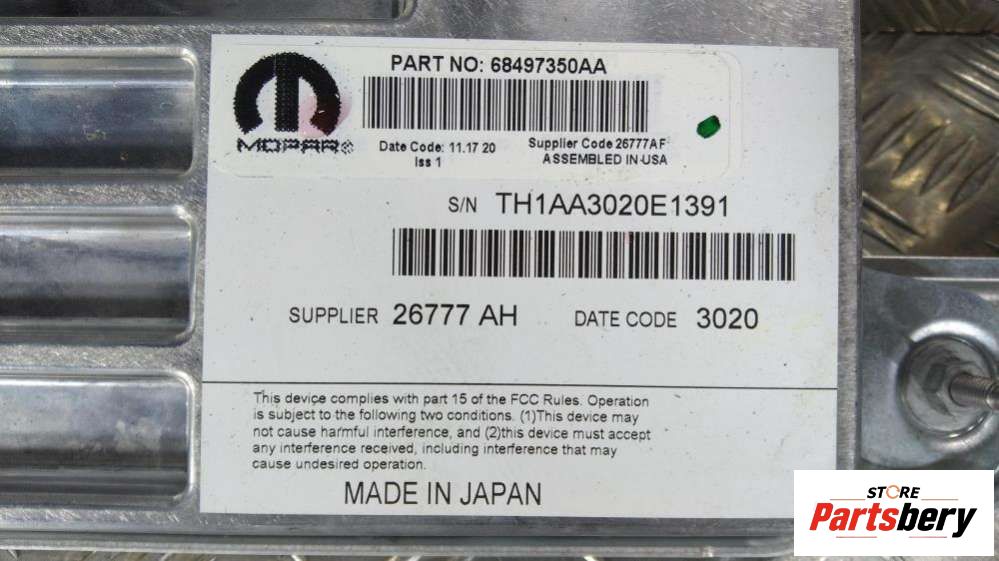 PART NO: 68497350AA
MOPAR®
Date Code: 11.17 20
Iss 1
Supplier Code 26777AF
ASSEMBLED IN USA
S/N TH1AA3020E1391
SUPPLIER 26777 AH DATE CODE 3020
This device complies with part 15 of the FCC Rules. Operation
is subject to the following two conditions. (1)This device may
not cause harmful interference, and (2)this device must accept
any interference received, including interference that may
cause undesired operation.
MADE IN JAPAN
STORE
Partsbery